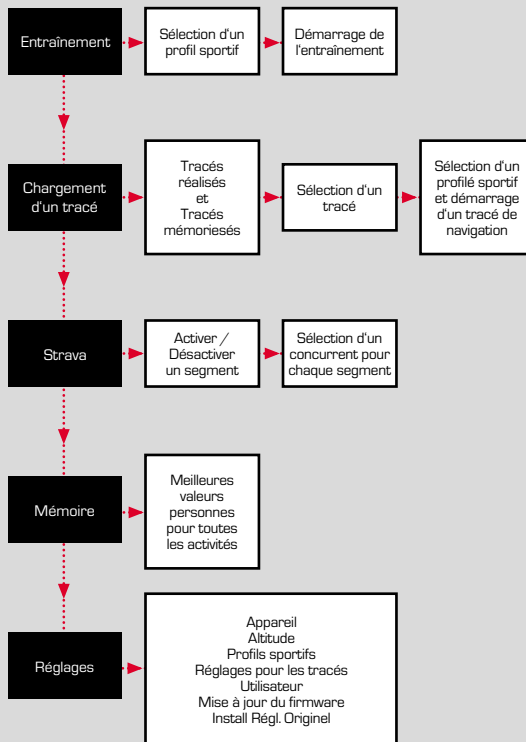 Entraînement
Sélection d'un
profil sportif
Démarrage de
l'entraînement
Chargement
d'un tracé
Tracés
réalisés
et
Tracés
mémoriesés
Sélection d'un
tracé
Sélection d'un
profilé sportif
et démarrage
d'un tracé de
navigation
Strava
Activer /
Désactiver
un segment
Sélection d'un
concurrent pour
chaque segment
Mémoire
Meilleures
valeurs
personnes
pour toutes
les activités
Réglages
Appareil
Altitude
Profils sportifs
Réglages pour les tracés
Utilisateur
Mise à jour du firmware
Install Régl. Originel